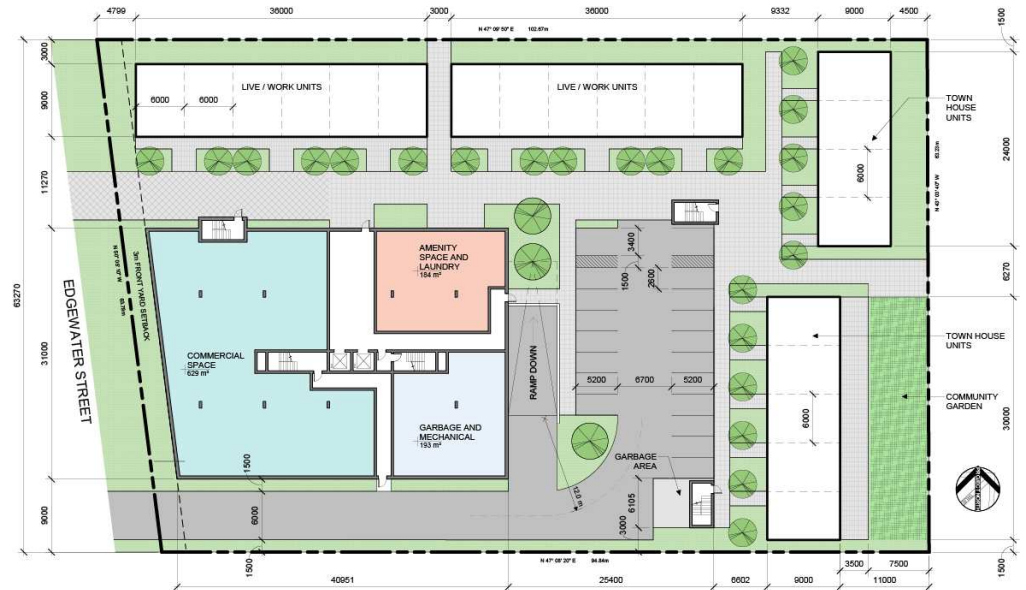 4799
36000
3000
36000
9332
9000
4500
1500
N 47° 09' 50" E 102.67m
3000
LIVE / WORK UNITS
LIVE / WORK UNITS
9000
6000
6000
TOWN
HOUSE
UNITS
24000
6000
11270
63270
3m FRONT YARD SETBACK
EDGEWATER STREET
AMENITY
SPACE AND
LAUNDRY
184 m²
3400
1500
2600
6270
31000
COMMERCIAL
SPACE
629 m²
RAMP DOWN
5200
6700
5200
TOWN HOUSE
UNITS
COMMUNITY
GARDEN
6000
30000
GARBAGE AND
MECHANICAL
193 m²
GARBAGE
AREA
1500
12.0 m
6105
3000
9000
6000
1500
N 47° 08' 20" E 94.84m
1500
3500
7500
40951
25400
6602
9000
11000